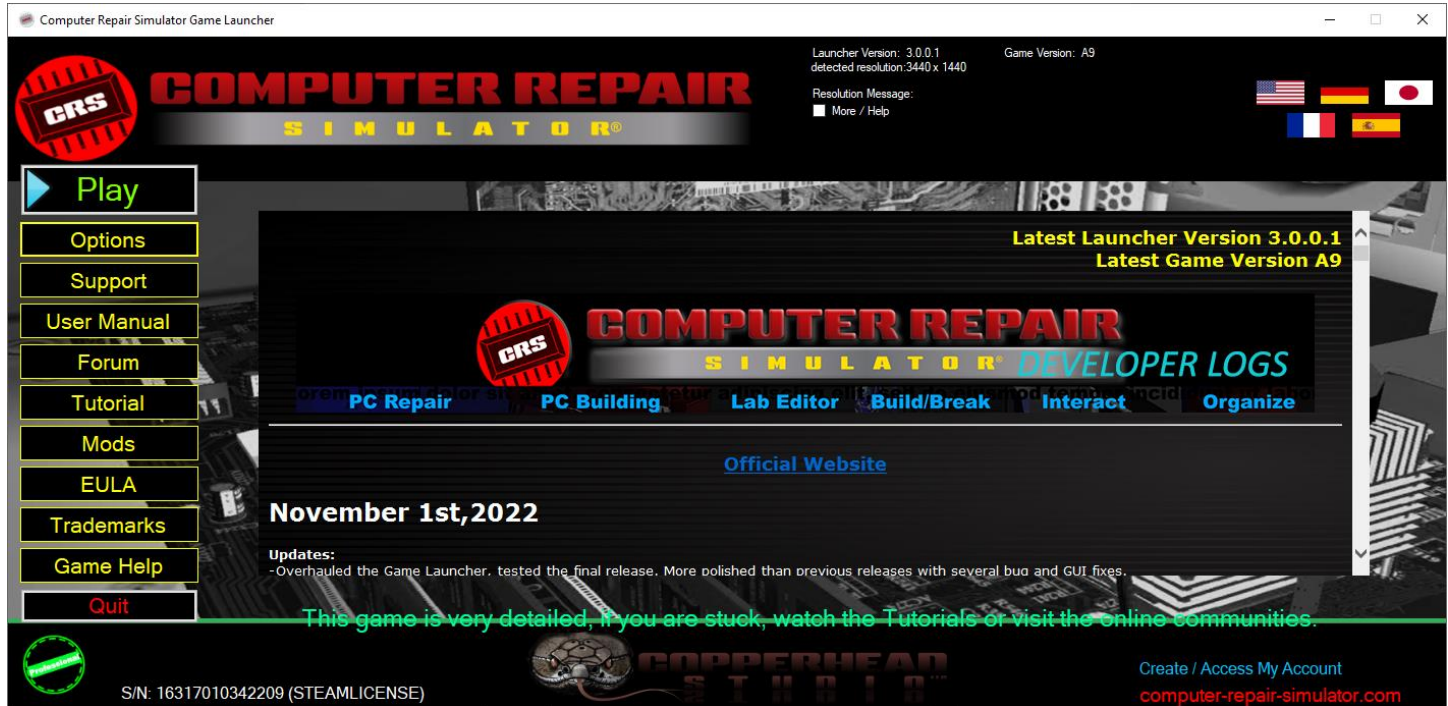 Computer Repair Simulator Game Launcher
Launcher Version: 3.0.0.1 Game Version: A9
detected resolution:3440 x 1440
Resolution Message:
More / Help
CRS
COMPUTER REPAIR
SIMULATOR®
Play
Options
Support
User Manual
Forum
Tutorial
Mods
EULA
Trademarks
Game Help
Quit
Latest Launcher Version 3.0.0.1
Latest Game Version A9
CRS
COMPUTER REPAIR
SIMULATOR® DEVELOPER LOGS
PC Repair PC Building Lab Editor Build/Break Interact Organize
Official Website
November 1st,2022
Updates:
-Overhauled the Game Launcher, tested the final release. More polished than previous releases with several bug and GUI fixes.
This game is very detailed, if you are stuck, watch the Tutorials or visit the online communities.
Professional
S/N: 16317010342209 (STEAMLICENSE)
COPPERHEAD
STUDIO™
Create / Access My Account
computer-repair-simulator.com